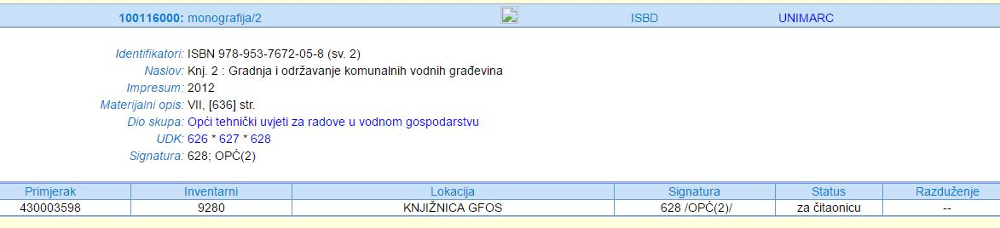 100116000: monografija/2 ISBD UNIMARC
Identifikatori: ISBN 978-953-7672-05-8 (sv. 2)
Naslov: Knj. 2 : Gradnja i održavanje komunalnih vodnih građevina
Impresum: 2012
Materijalni opis: VII, [636] str.
Dio skupa: Opći tehnički uvjeti za radove u vodnom gospodarstvu
UDK: 626 * 627 * 628
Signatura: 628; OPĆ(2)
Primjerak Inventarni Lokacija Signatura Status Razduženje
430003598 9280 KNJIŽNICA GFOS 628 /OPĆ(2)/ za čitaonicu --